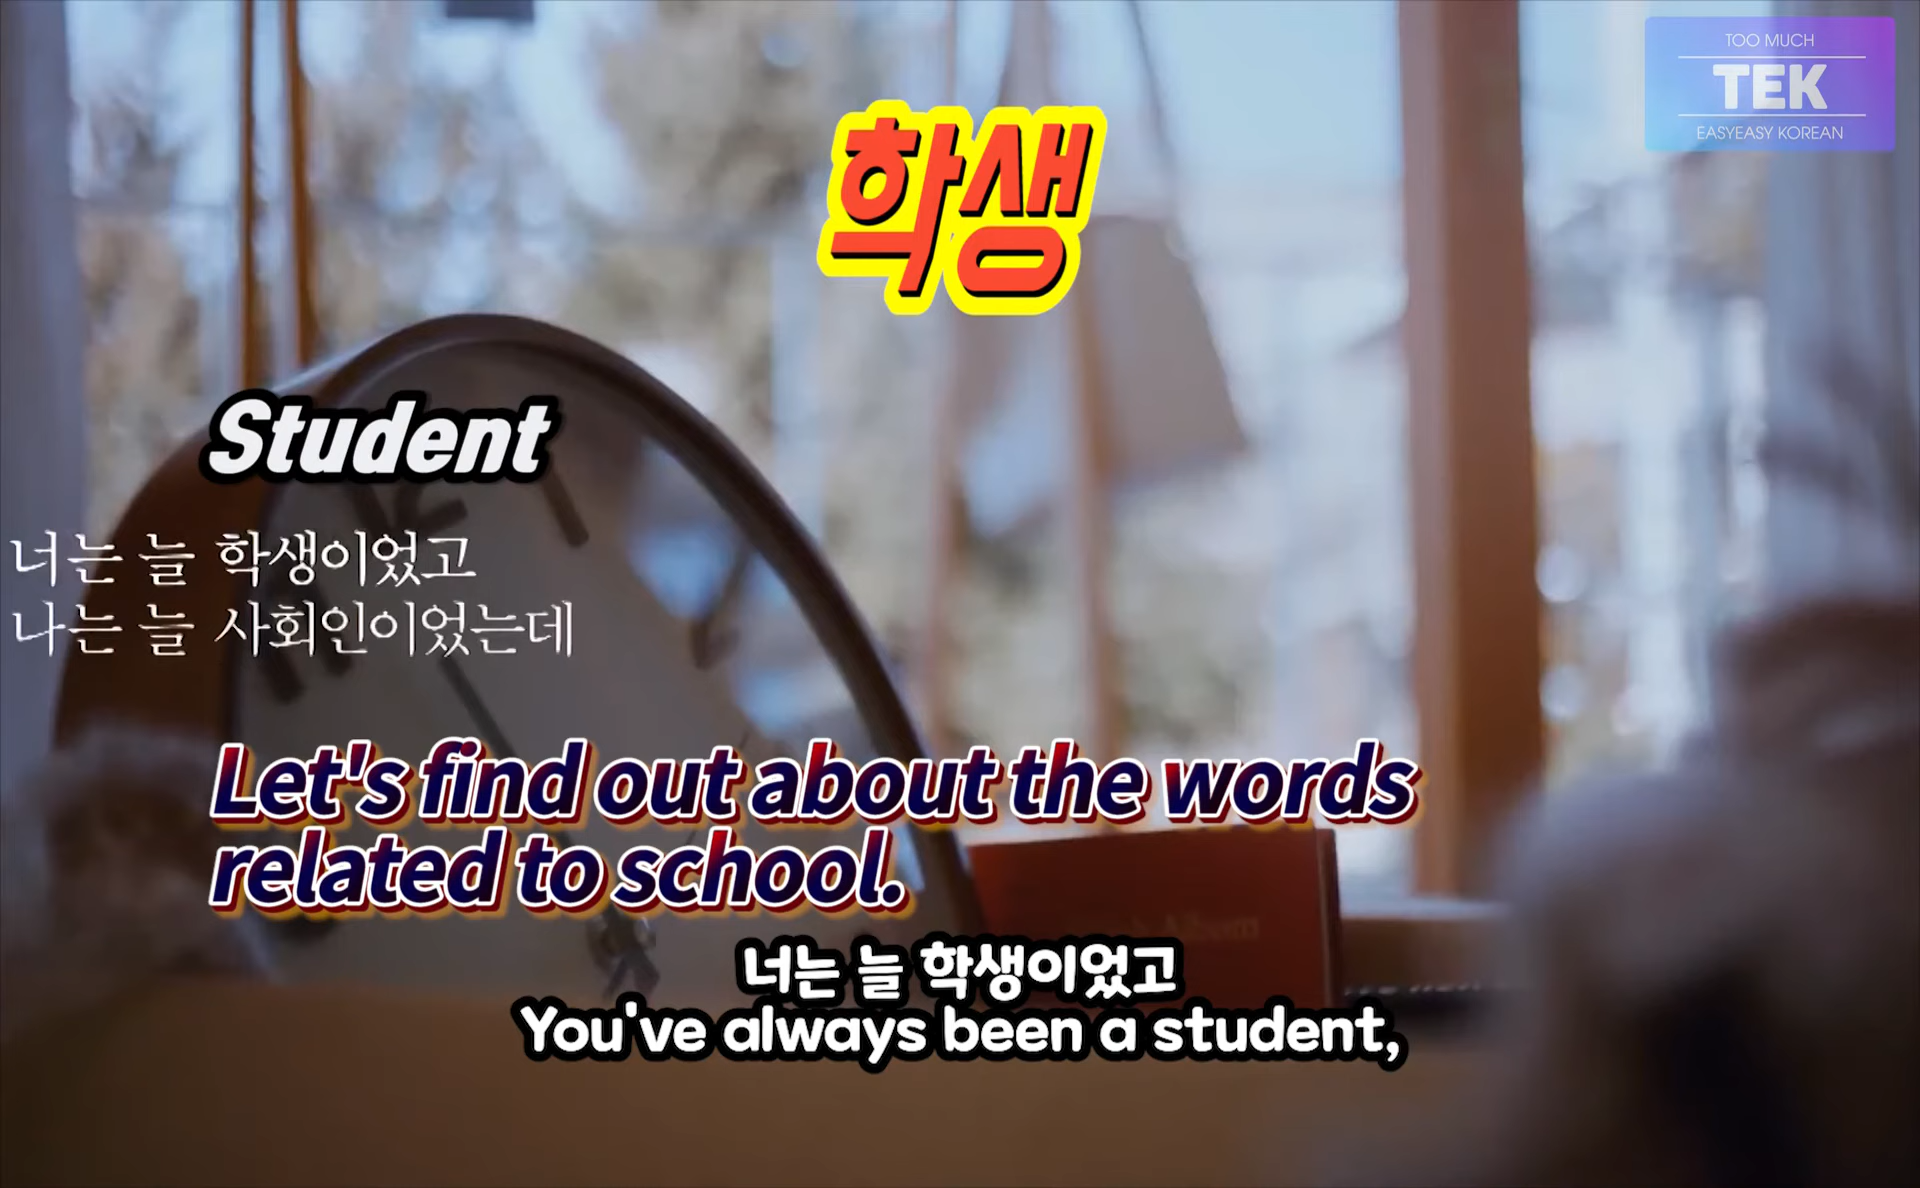 TOO MUCH
TEK
EASYEASY KOREAN
학생
Student
너는 늘 학생이었고
나는 늘 사회인이었는데
Let's find out about the words
related to school.
너는 늘 학생이었고
You've always been a student,